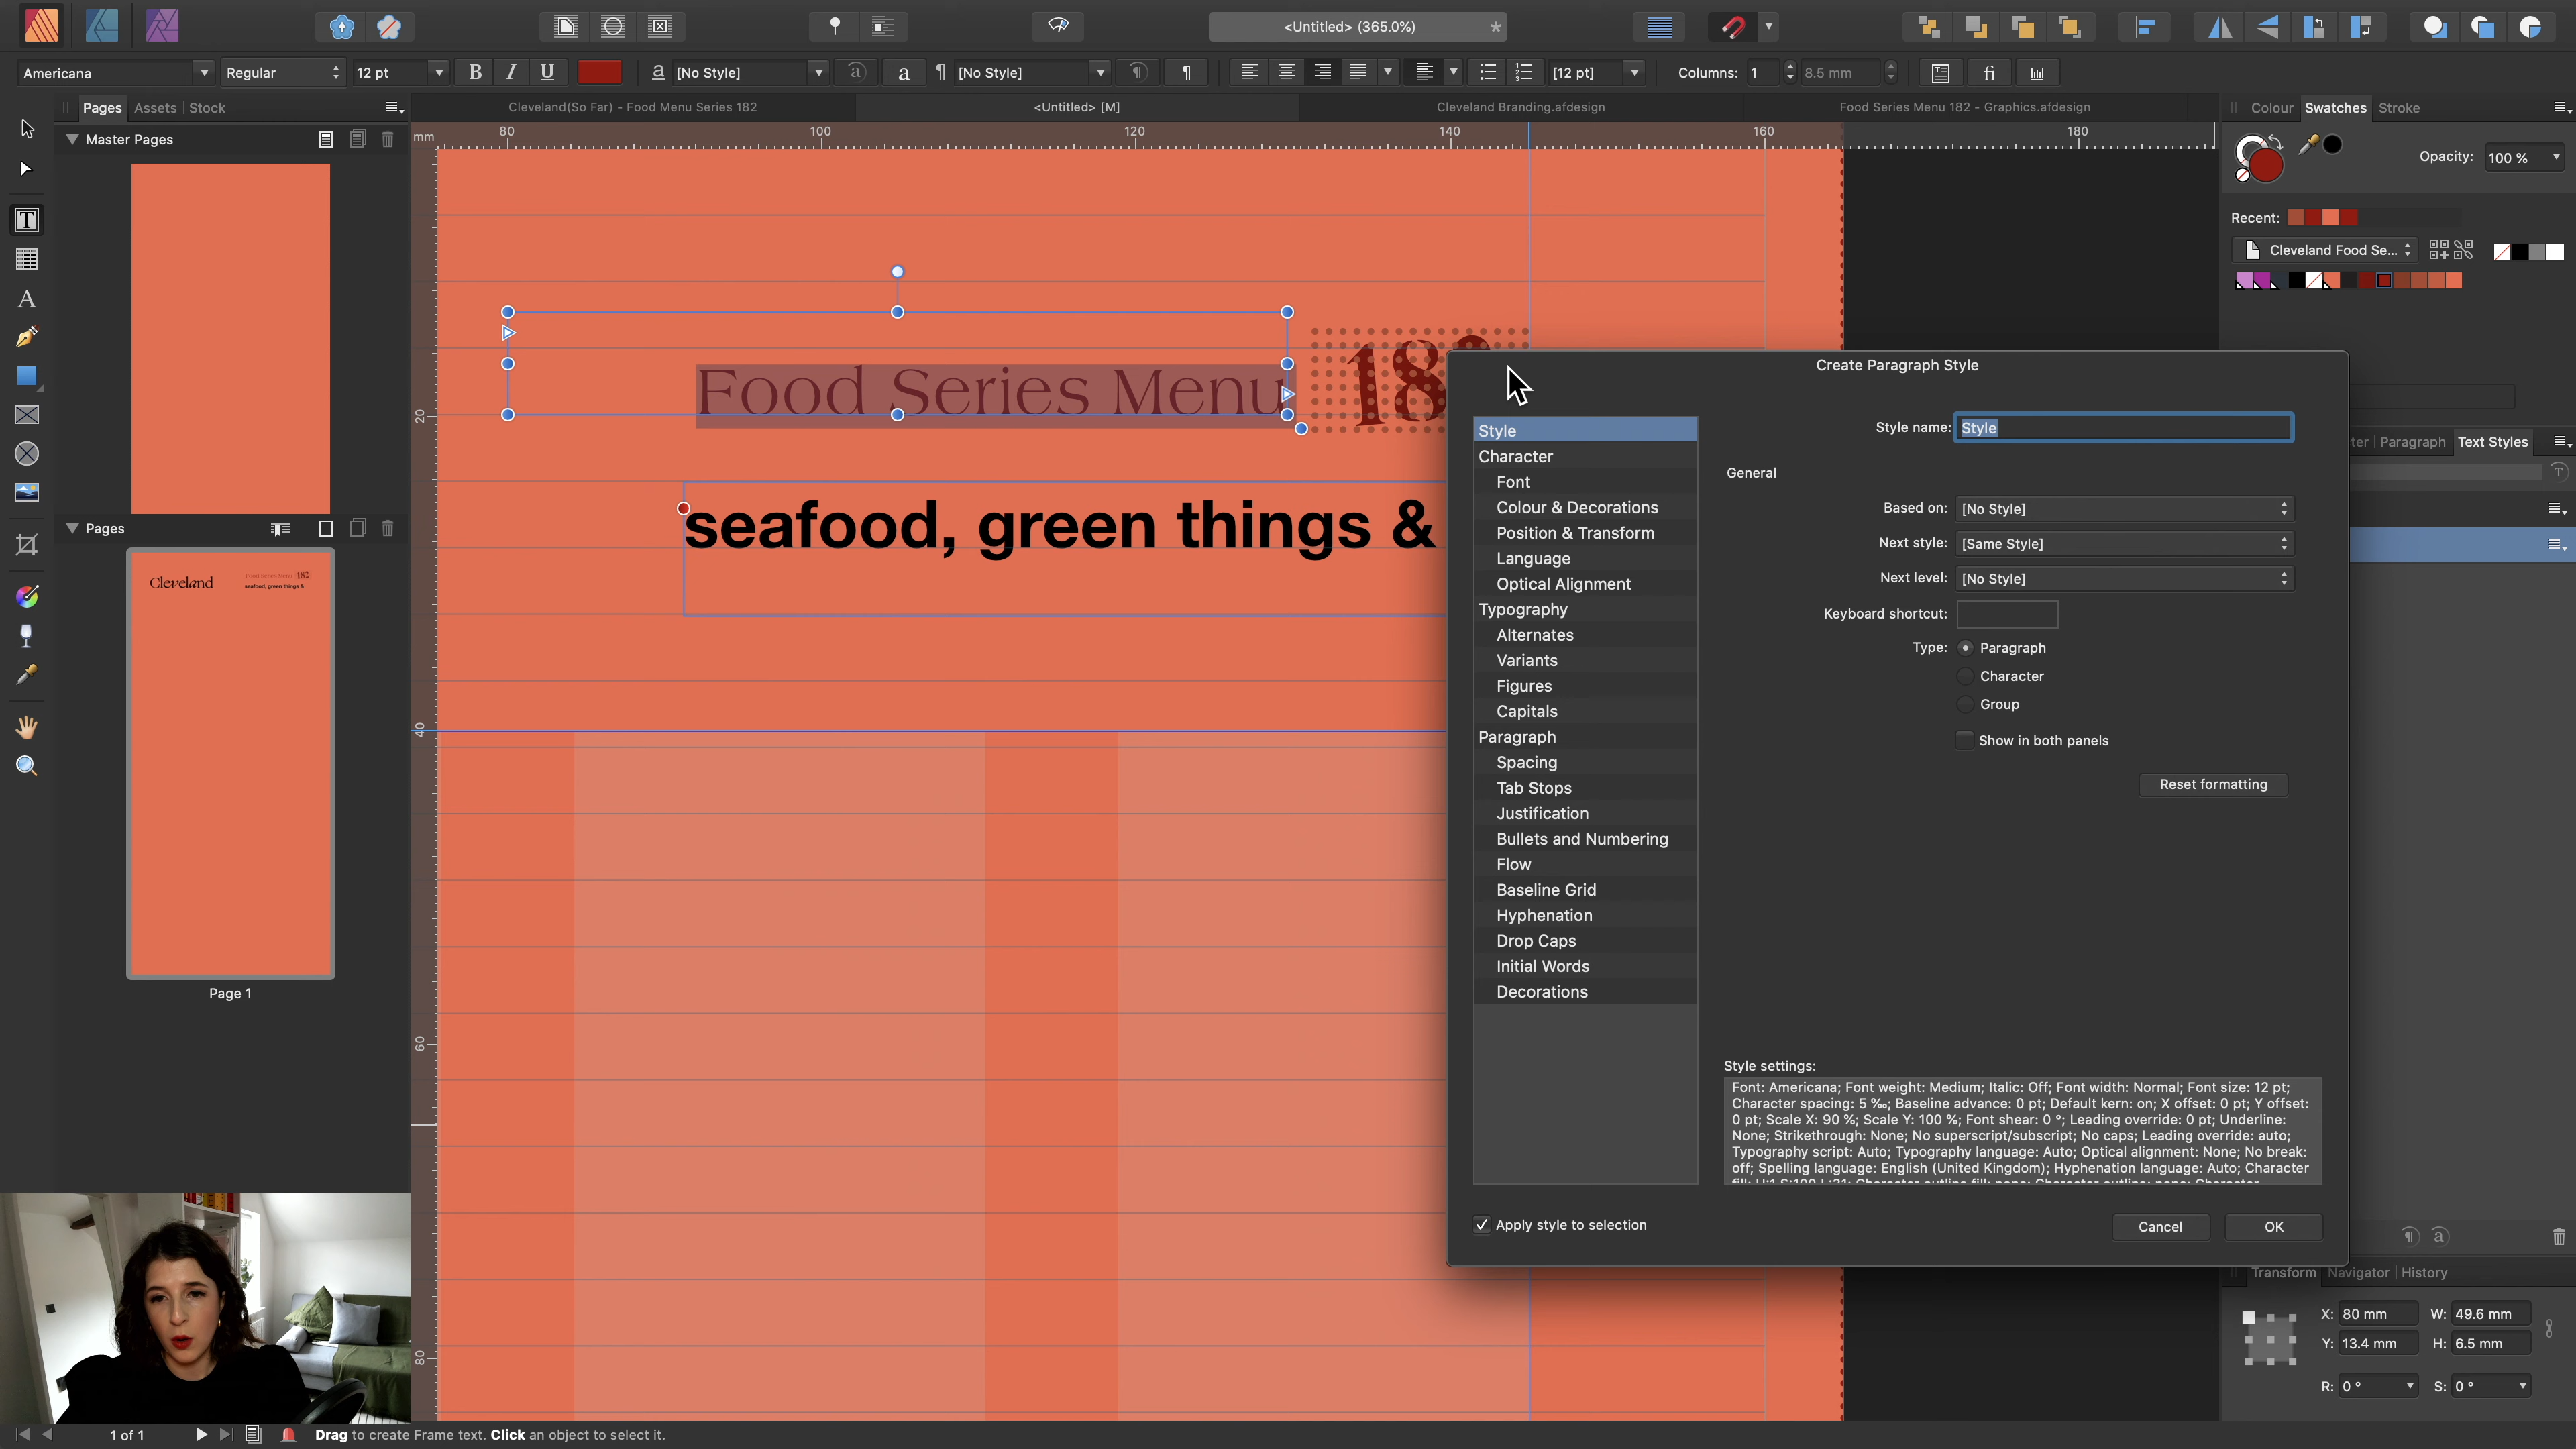 <Untitled> (365.0%)
*
Americana
Regular
12 pt
B I U
a [No Style]
a
a
¶ [No Style]
¶
¶
[12 pt]
Columns: 1
8.5 mm
fi
Pages
Assets
Stock
Cleveland(So Far) - Food Menu Series 182
<Untitled> [M]
Cleveland Branding.afdesign
Food Series Menu 182 - Graphics.afdesign
Colour
Swatches
Stroke
Master Pages
mm
80
100
120
140
160
180
Opacity:
100 %
Recent:
Cleveland Food Se...
T
A
Food Series Menu
20
seafood, green things &
40
60
80
Pages
Cleveland
Food Series Menu 182
seafood, green things &
Page 1
Create Paragraph Style
Style
Character
Font
Colour & Decorations
Position & Transform
Language
Optical Alignment
Typography
Alternates
Variants
Figures
Capitals
Paragraph
Spacing
Tab Stops
Justification
Bullets and Numbering
Flow
Baseline Grid
Hyphenation
Drop Caps
Initial Words
Decorations
Style name: Style
General
Based on: [No Style]
Next style: [Same Style]
Next level: [No Style]
Keyboard shortcut:
Type: Paragraph
Character
Group
Show in both panels
Reset formatting
Style settings:
Font: Americana; Font weight: Medium; Italic: Off; Font width: Normal; Font size: 12 pt;
Character spacing: 5 ‰; Baseline advance: 0 pt; Default kern: on; X offset: 0 pt; Y offset:
0 pt; Scale X: 90 %; Scale Y: 100 %; Font shear: 0 °; Leading override: 0 pt; Underline:
None; Strikethrough: None; No superscript/subscript; No caps; Leading override: auto;
Typography script: Auto; Typography language: Auto; Optical alignment: None; No break:
off; Spelling language: English (United Kingdom); Hyphenation language: Auto; Character
Apply style to selection
Cancel
OK
Paragraph
Text Styles
T
¶
a
Transform
Navigator
History
X: 80 mm
W: 49.6 mm
Y: 13.4 mm
H: 6.5 mm
R: 0 °
S: 0 °
1 of 1
Drag to create Frame text. Click an object to select it.